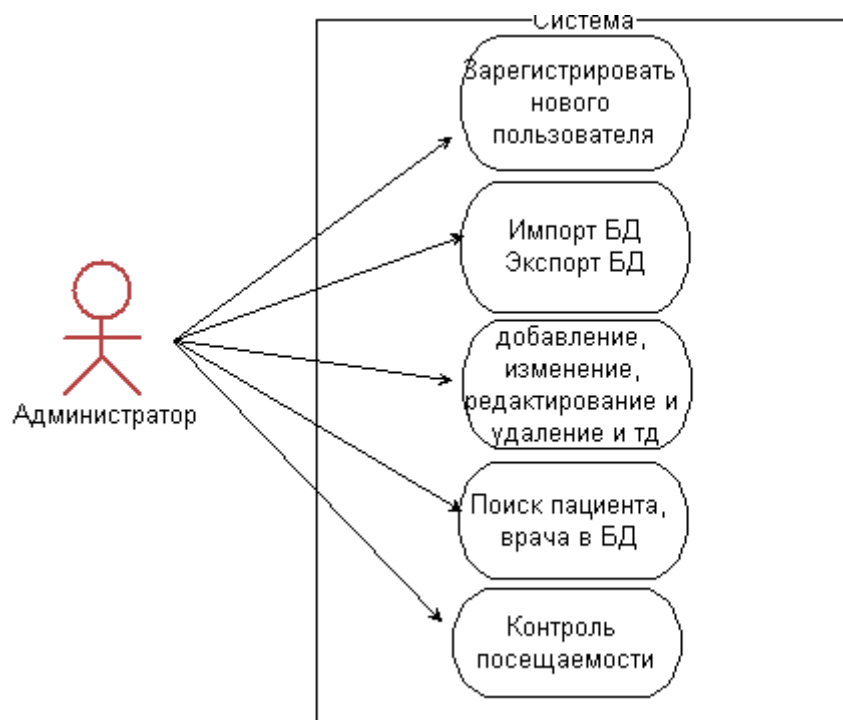 Система
Зарегистрировать
нового
пользователя
Импорт БД
Экспорт БД
добавление,
изменение,
редактирование и
удаление и тд
Администратор
Поиск пациента,
врача в БД
Контроль
посещаемости